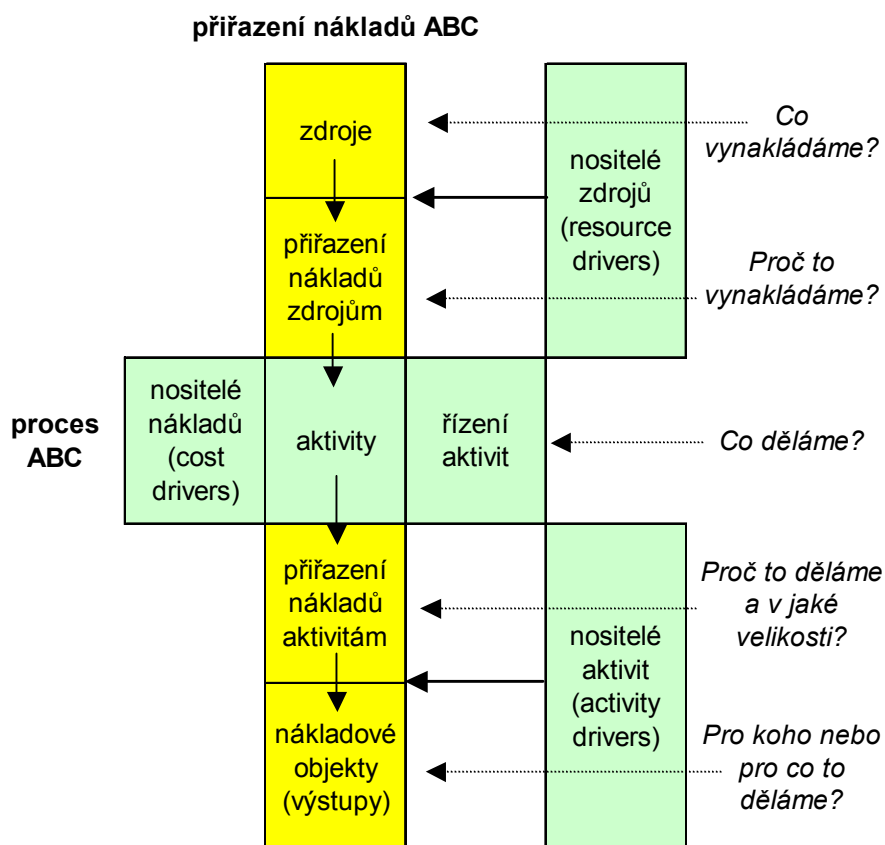 přiřazení nákladů ABC
zdroje
Co
vynakládáme?
nositelé
zdrojů
(resource
drivers)
přiřazení
nákladů
zdrojům
Proč to
vynakládáme?
proces
ABC
nositelé
nákladů
(cost
drivers)
aktivity
řízení
aktivit
Co děláme?
přiřazení
nákladů
aktivitám
Proč to děláme
a v jaké
velikosti?
nositelé
aktivit
(activity
drivers)
nákladové
objekty
(výstupy)
Pro koho nebo
pro co to
děláme?